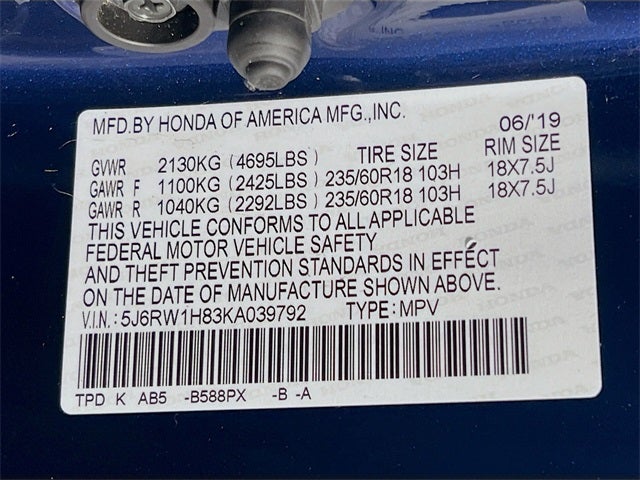 MFD.BY HONDA OF AMERICA MFG.,INC.
06/'19
GVWR 2130KG (4695LBS) TIRE SIZE RIM SIZE
GAWR F 1100KG (2425LBS) 235/60R18 103H 18X7.5J
GAWR R 1040KG (2292LBS) 235/60R18 103H 18X7.5J
THIS VEHICLE CONFORMS TO ALL APPLICABLE
FEDERAL MOTOR VEHICLE SAFETY
AND THEFT PREVENTION STANDARDS IN EFFECT
ON THE DATE OF MANUFACTURE SHOWN ABOVE.
V.I.N.: 5J6RW1H83KA039792 TYPE: MPV
TPD K AB5 -B588PX -B -A